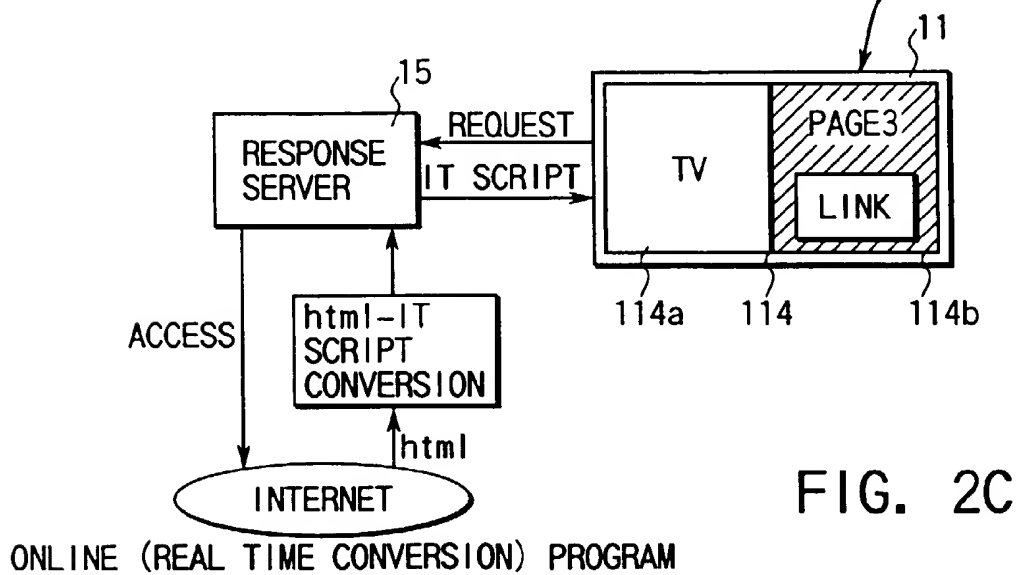 11
15
REQUEST
PAGE3
RESPONSE
SERVER
IT SCRIPT
TV
LINK
114a
114
114b
ACCESS
html-IT
SCRIPT
CONVERSION
html
INTERNET
FIG. 2C
ONLINE (REAL TIME CONVERSION) PROGRAM